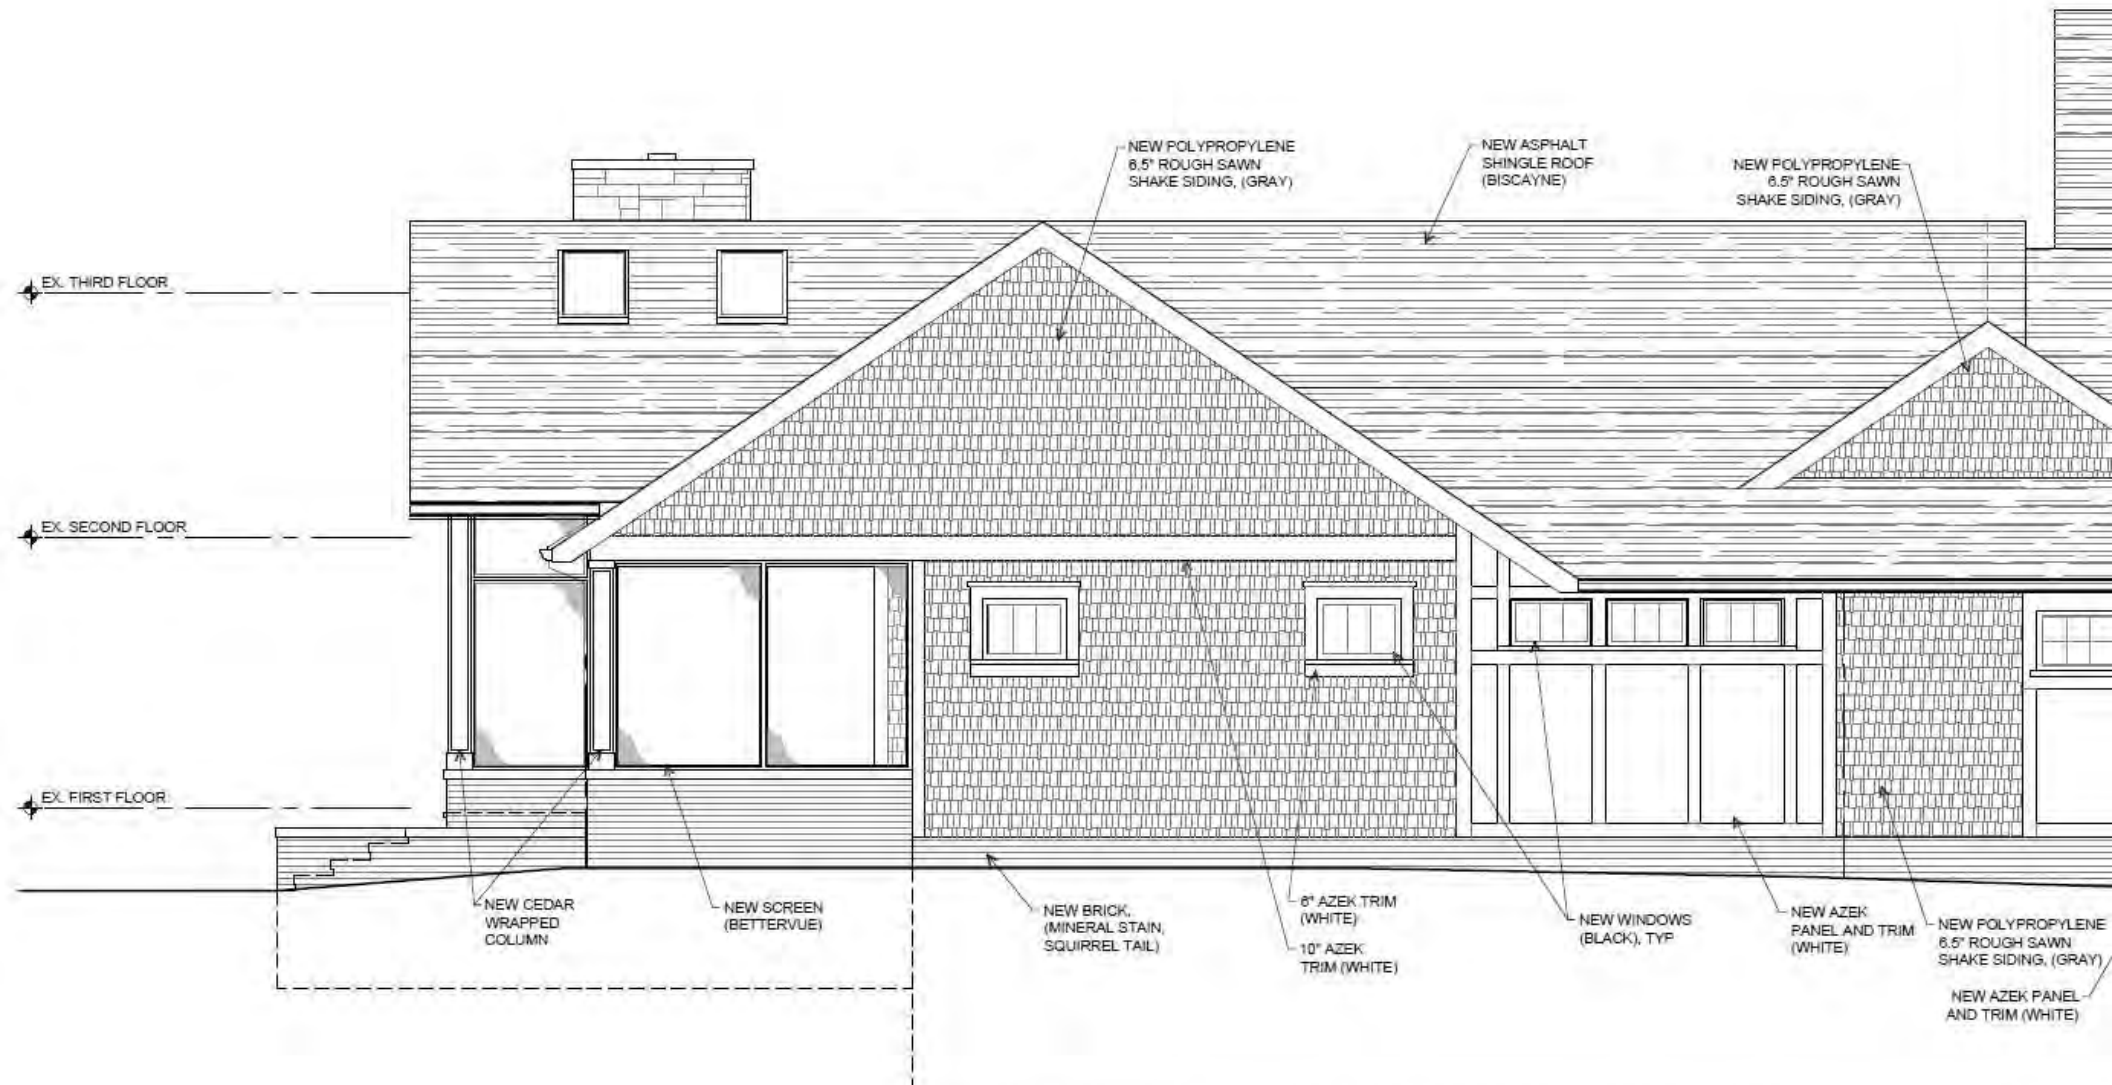 NEW POLYPROPYLENE
6.5" ROUGH SAWN
SHAKE SIDING, (GRAY)
NEW ASPHALT
SHINGLE ROOF
(BISCAYNE)
NEW POLYPROPYLENE
6.5" ROUGH SAWN
SHAKE SIDING, (GRAY)
EX. THIRD FLOOR
EX. SECOND FLOOR
EX. FIRST FLOOR
NEW CEDAR
WRAPPED
COLUMN
NEW SCREEN
(BETTERVUE)
NEW BRICK,
(MINERAL STAIN,
SQUIRREL TAIL)
6" AZEK TRIM
(WHITE)
10" AZEK
TRIM (WHITE)
NEW WINDOWS
(BLACK), TYP
NEW AZEK
PANEL AND TRIM
(WHITE)
NEW POLYPROPYLENE
6.5" ROUGH SAWN
SHAKE SIDING, (GRAY)
NEW AZEK PANEL
AND TRIM (WHITE)